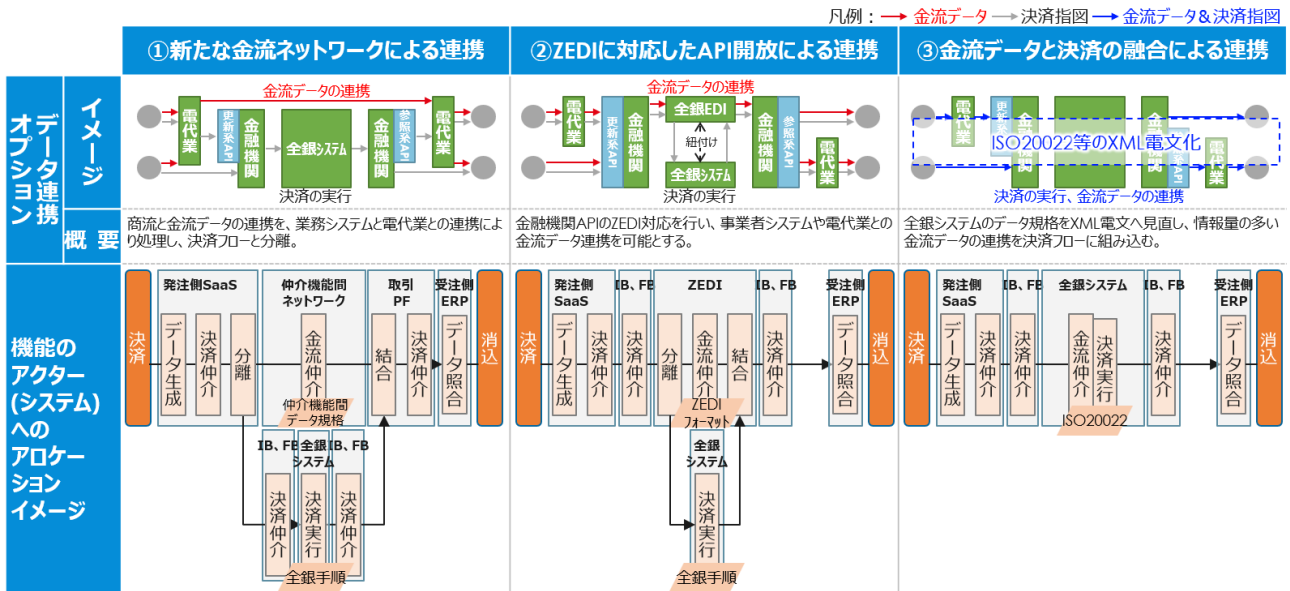 凡例：→ 金流データ → 決済指図 → 金流データ&決済指図
①新たな金流ネットワークによる連携
②ZEDIに対応したAPI開放による連携
③金流データと決済の融合による連携
データ連携
オプション
イメージ
金流データの連携
電代業
更新系API
金融機関
全銀システム
金融機関
参照系API
電代業
決済の実行
金流データの連携
電代業
更新系API
金融機関
全銀EDI
紐付け
全銀システム
金融機関
参照系API
電代業
決済の実行
電代業
更新系API
ISO20022等のXML電文化
参照系API
電代業
決済の実行、金流データの連携
概 要
商流と金流データの連携を、業務システムと電代業との連携によ
り処理し、決済フローと分離。
金融機関APIのZEDI対応を行い、事業者システムや電代業との
金流データ連携を可能とする。
全銀システムのデータ規格をXML電文へ見直し、情報量の多い
金流データの連携を決済フローに組み込む。
機能の
アクター
(システム)
への
アロケー
ション
イメージ
決済
発注側SaaS
データ生成
決済仲介
分離
仲介機能間
ネットワーク
金流仲介
仲介機能間
データ規格
取引
PF
結合
決済仲介
受注側
ERP
データ照合
消込
IB、FB
決済仲介
全銀
システム
決済実行
IB、FB
決済仲介
全銀手順
決済
発注側
SaaS
データ生成
決済仲介
IB、FB
決済仲介
ZEDI
分離
金流仲介
結合
ZEDI
フォーマット
IB、FB
決済仲介
受注側
ERP
データ照合
消込
全銀
システム
決済実行
全銀手順
決済
発注側
SaaS
データ生成
決済仲介
IB、FB
決済仲介
全銀システム
金流仲介
決済実行
ISO20022
IB、FB
決済仲介
受注側
ERP
データ照合
消込